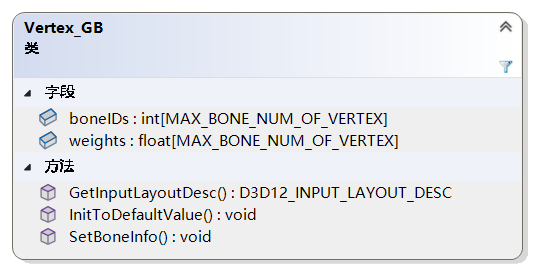 Vertex_GB
类
字段
boneIDs : int[MAX_BONE_NUM_OF_VERTEX]
weights : float[MAX_BONE_NUM_OF_VERTEX]
方法
GetInputLayoutDesc() : D3D12_INPUT_LAYOUT_DESC
InitToDefaultValue() : void
SetBoneInfo() : void